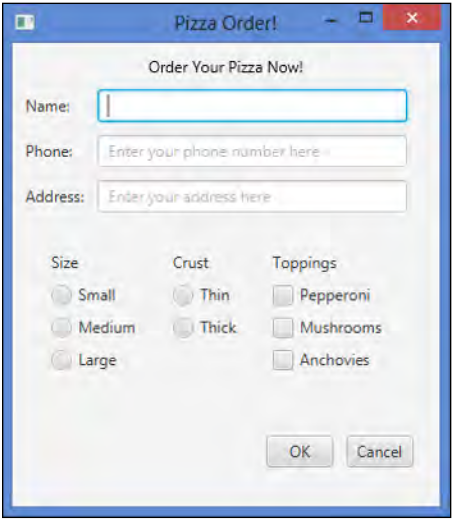 Pizza Order!
Order Your Pizza Now!
Name:
Phone: Enter your phone number here
Address: Enter your address here
Size Crust Toppings
Small Thin Pepperoni
Medium Thick Mushrooms
Large Anchovies
OK Cancel